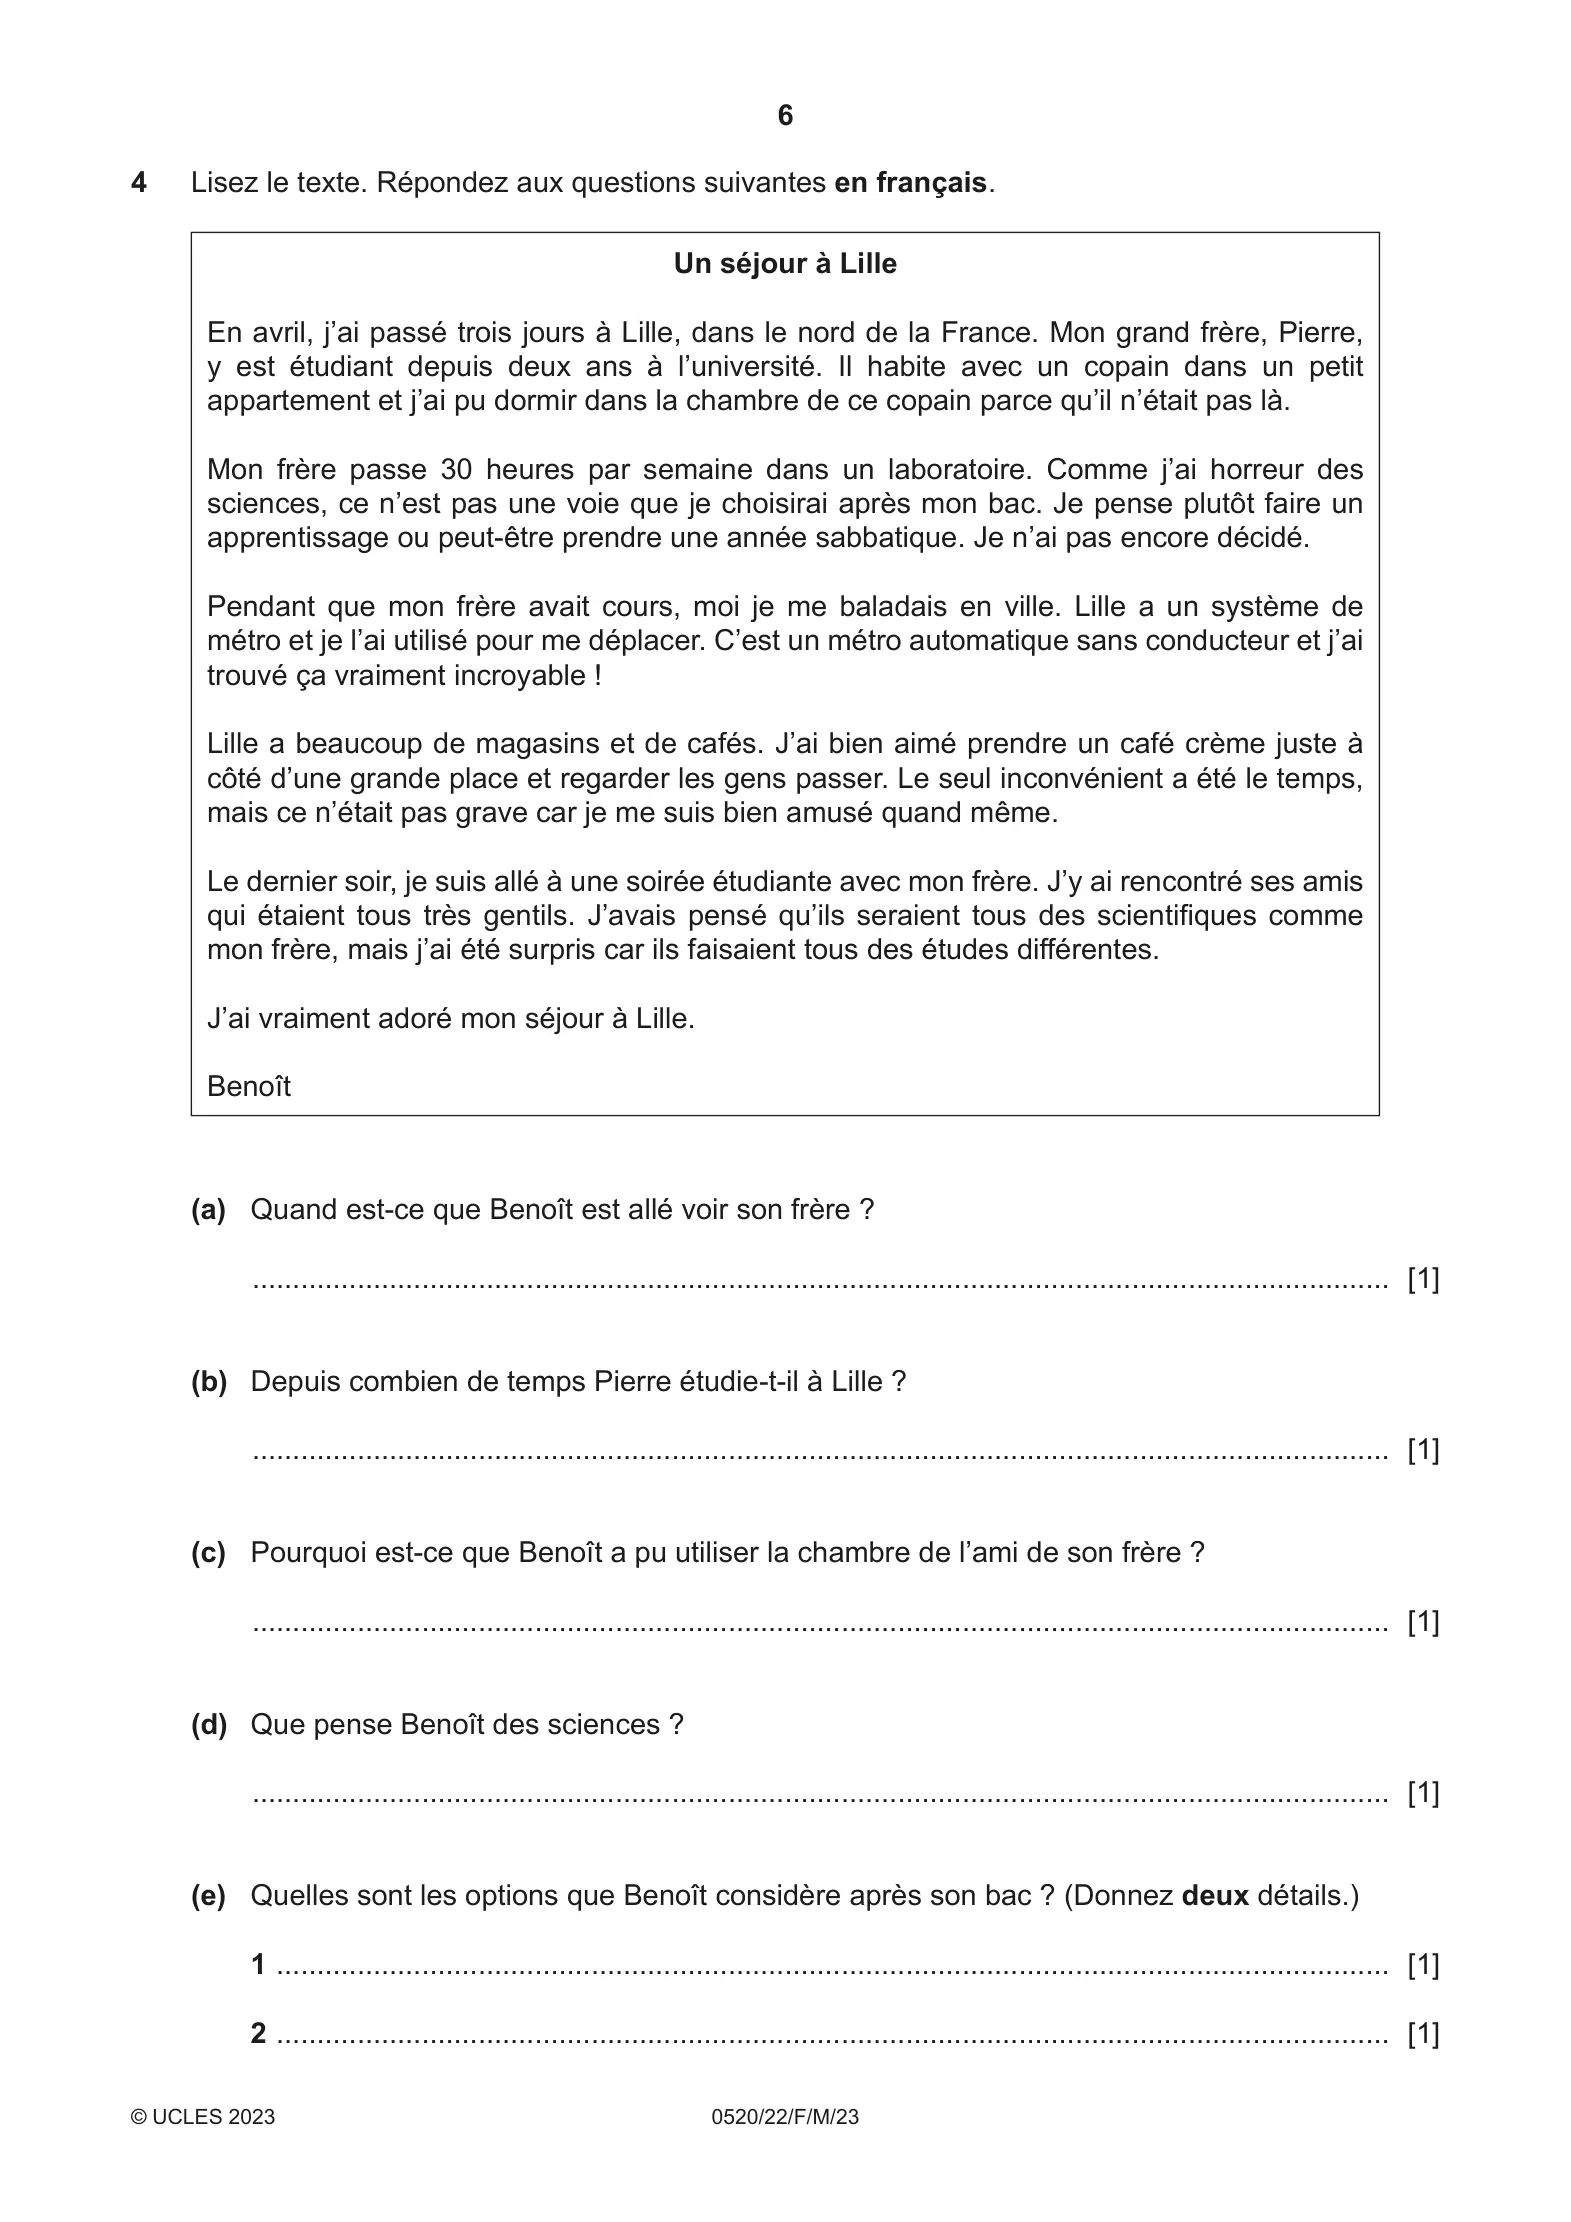 6
4 Lisez le texte. Répondez aux questions suivantes en français.
Un séjour à Lille
En avril, j’ai passé trois jours à Lille, dans le nord de la France. Mon grand frère, Pierre,
y est étudiant depuis deux ans à l’université. Il habite avec un copain dans un petit
appartement et j’ai pu dormir dans la chambre de ce copain parce qu’il n’était pas là.
Mon frère passe 30 heures par semaine dans un laboratoire. Comme j’ai horreur des
sciences, ce n’est pas une voie que je choisirai après mon bac. Je pense plutôt faire un
apprentissage ou peut-être prendre une année sabbatique. Je n’ai pas encore décidé.
Pendant que mon frère avait cours, moi je me baladais en ville. Lille a un système de
métro et je l’ai utilisé pour me déplacer. C’est un métro automatique sans conducteur et j’ai
trouvé ça vraiment incroyable !
Lille a beaucoup de magasins et de cafés. J’ai bien aimé prendre un café crème juste à
côté d’une grande place et regarder les gens passer. Le seul inconvénient a été le temps,
mais ce n’était pas grave car je me suis bien amusé quand même.
Le dernier soir, je suis allé à une soirée étudiante avec mon frère. J’y ai rencontré ses amis
qui étaient tous très gentils. J’avais pensé qu’ils seraient tous des scientifiques comme
mon frère, mais j’ai été surpris car ils faisaient tous des études différentes.
J’ai vraiment adoré mon séjour à Lille.
Benoît
(a) Quand est-ce que Benoît est allé voir son frère ?
[1]
(b) Depuis combien de temps Pierre étudie-t-il à Lille ?
[1]
(c) Pourquoi est-ce que Benoît a pu utiliser la chambre de l’ami de son frère ?
[1]
(d) Que pense Benoît des sciences ?
[1]
(e) Quelles sont les options que Benoît considère après son bac ? (Donnez deux détails.)
1 [1]
2 [1]
© UCLES 2023 0520/22/F/M/23